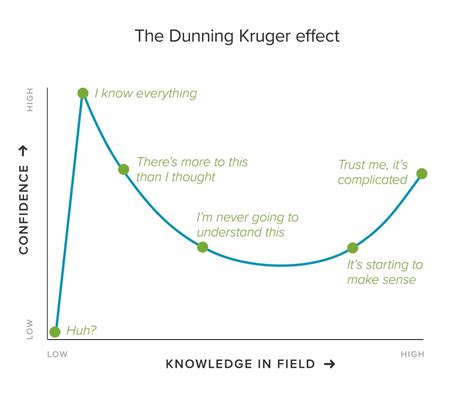 The Dunning Kruger effect
HIGH
I know everything
There's more to this
than I thought
Trust me, it's
complicated
I'm never going to
understand this
It's starting to
make sense
CONFIDENCE →
LOW
Huh?
LOW
KNOWLEDGE IN FIELD →
HIGH